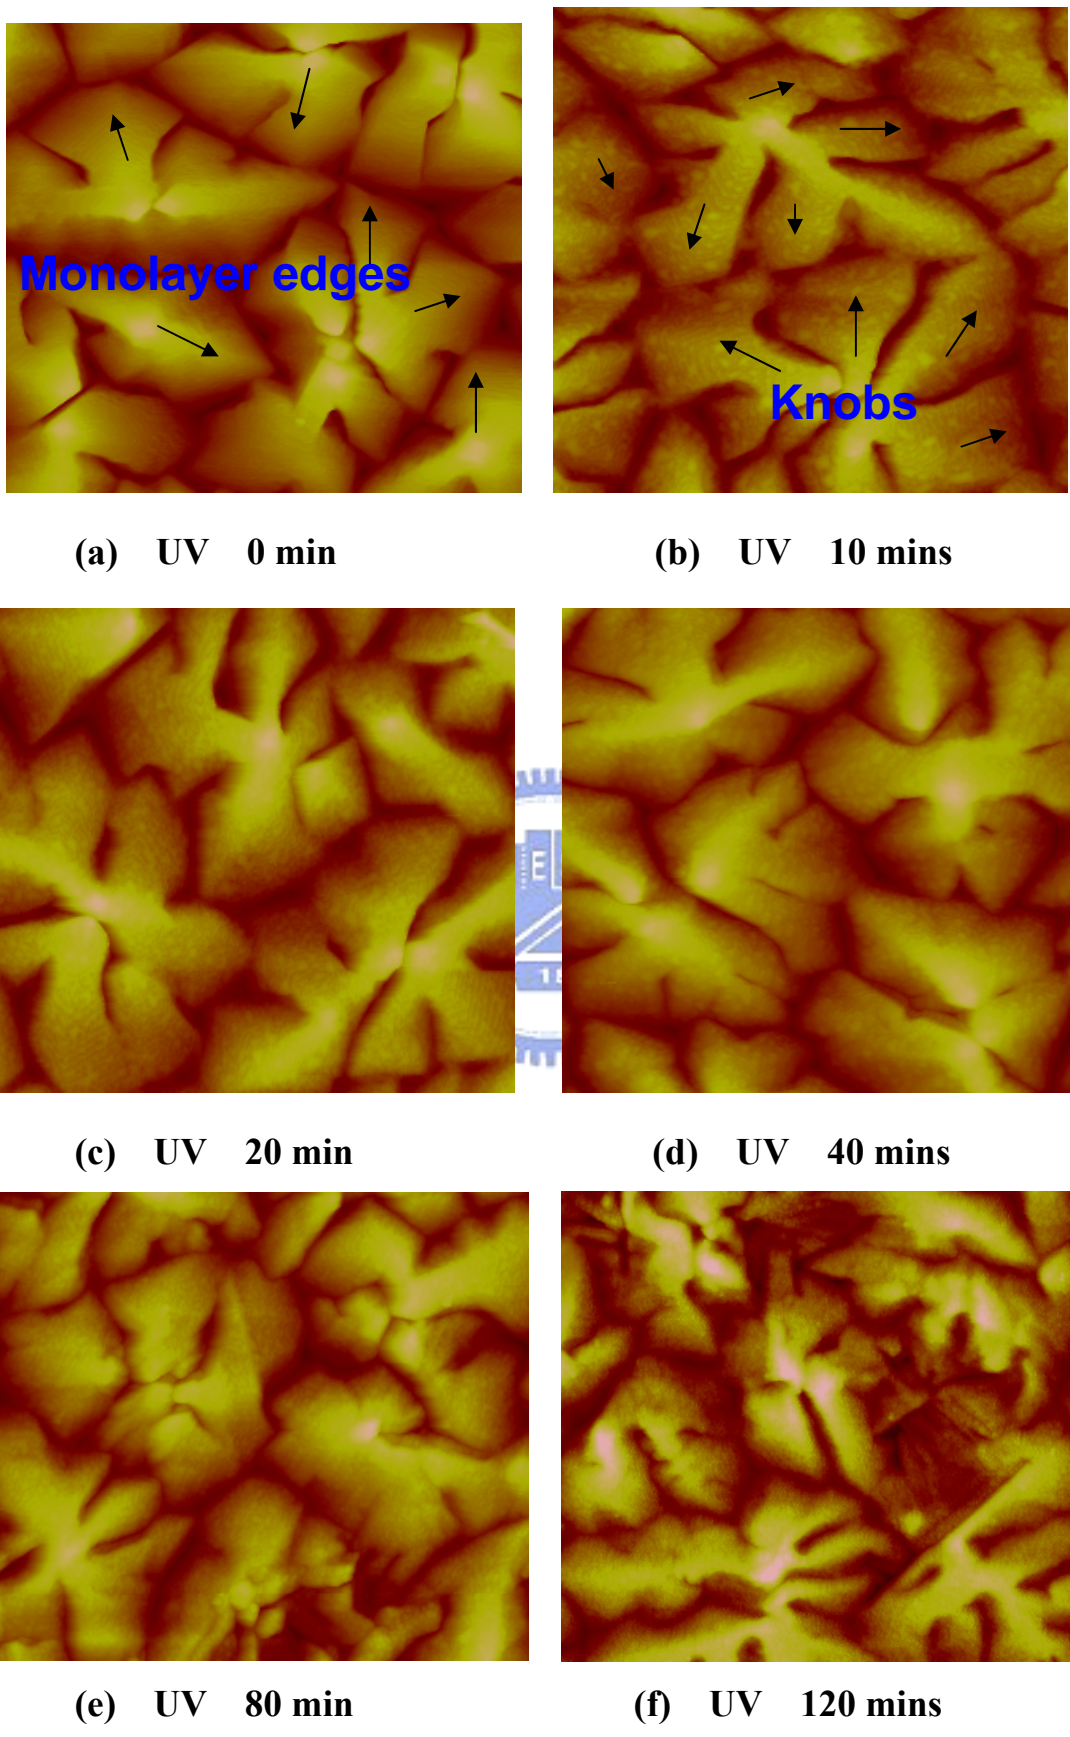 Monolayer edges
Knobs
(a) UV 0 min
(b) UV 10 mins
E
(c) UV 20 min
(d) UV 40 mins
(e) UV 80 min
(f) UV 120 mins